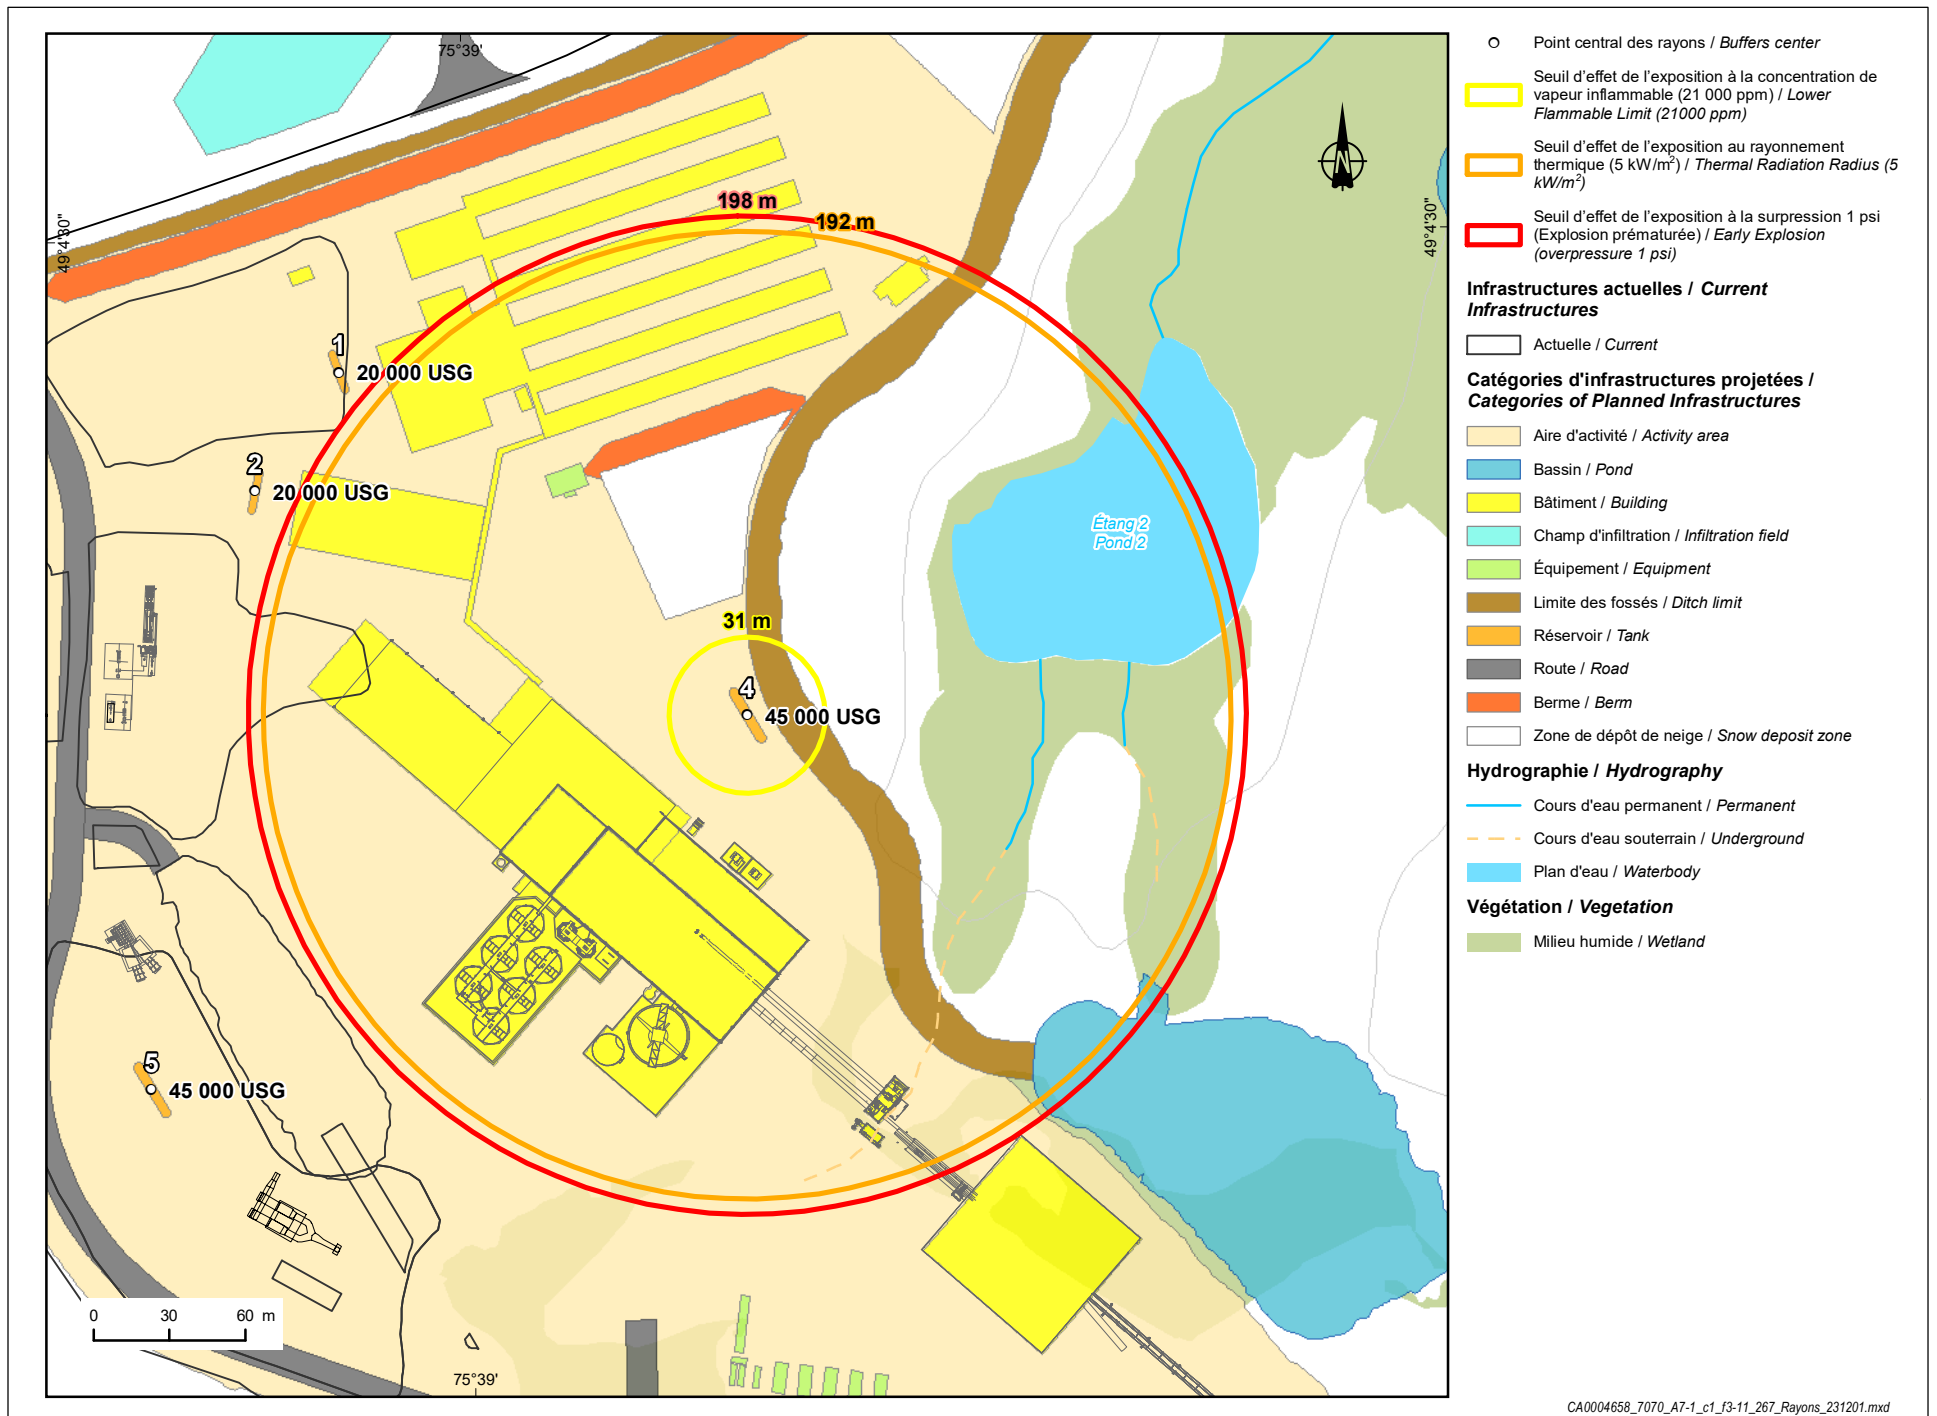 75°39'
49°4'30"
49°4'30"
198 m
192 m
1
20 000 USG
2
20 000 USG
Étang 2
Pond 2
31 m
4
45 000 USG
5
45 000 USG
0 30 60 m
75°39'
N
Point central des rayons / Buffers center
Seuil d'effet de l'exposition à la concentration de
vapeur inflammable (21 000 ppm) / Lower
Flammable Limit (21000 ppm)
Seuil d'effet de l'exposition au rayonnement
thermique (5 kW/m²) / Thermal Radiation Radius (5
kW/m²)
Seuil d'effet de l'exposition à la surpression 1 psi
(Explosion prématurée) / Early Explosion
(overpressure 1 psi)
Infrastructures actuelles / Current
Infrastructures
Actuelle / Current
Catégories d'infrastructures projetées /
Categories of Planned Infrastructures
Aire d'activité / Activity area
Bassin / Pond
Bâtiment / Building
Champ d'infiltration / Infiltration field
Équipement / Equipment
Limite des fossés / Ditch limit
Réservoir / Tank
Route / Road
Berme / Berm
Zone de dépôt de neige / Snow deposit zone
Hydrographie / Hydrography
Cours d'eau permanent / Permanent
Cours d'eau souterrain / Underground
Plan d'eau / Waterbody
Végétation / Vegetation
Milieu humide / Wetland
CA0004658_7070_A7-1_c1_f3-11_267_Rayons_231201.mxd